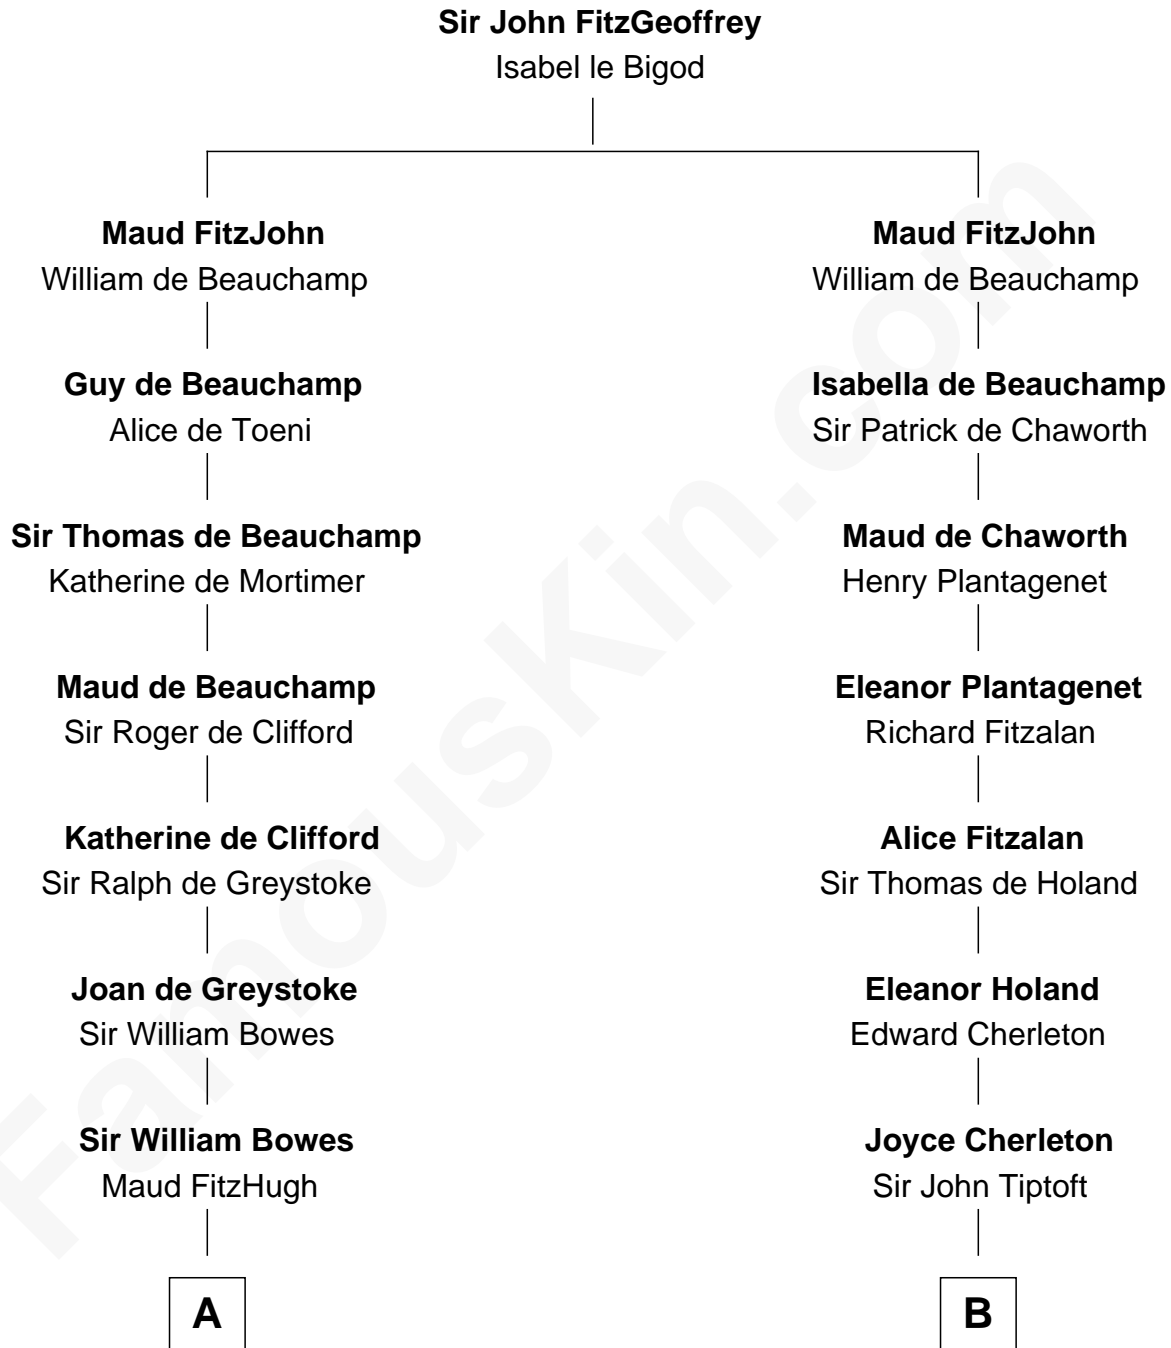 Sir John FitzGeoffrey
Isabel le Bigod
Maud FitzJohn
William de Beauchamp
Maud FitzJohn
William de Beauchamp
Guy de Beauchamp
Alice de Toeni
Isabella de Beauchamp
Sir Patrick de Chaworth
Sir Thomas de Beauchamp
Katherine de Mortimer
Maud de Chaworth
Henry Plantagenet
Maud de Beauchamp
Sir Roger de Clifford
Eleanor Plantagenet
Richard Fitzalan
Katherine de Clifford
Sir Ralph de Greystoke
Alice Fitzalan
Sir Thomas de Holand
Joan de Greystoke
Sir William Bowes
Eleanor Holand
Edward Cherleton
Sir William Bowes
Maud FitzHugh
Joyce Cherleton
Sir John Tiptoft
A
B
FamousKin.com